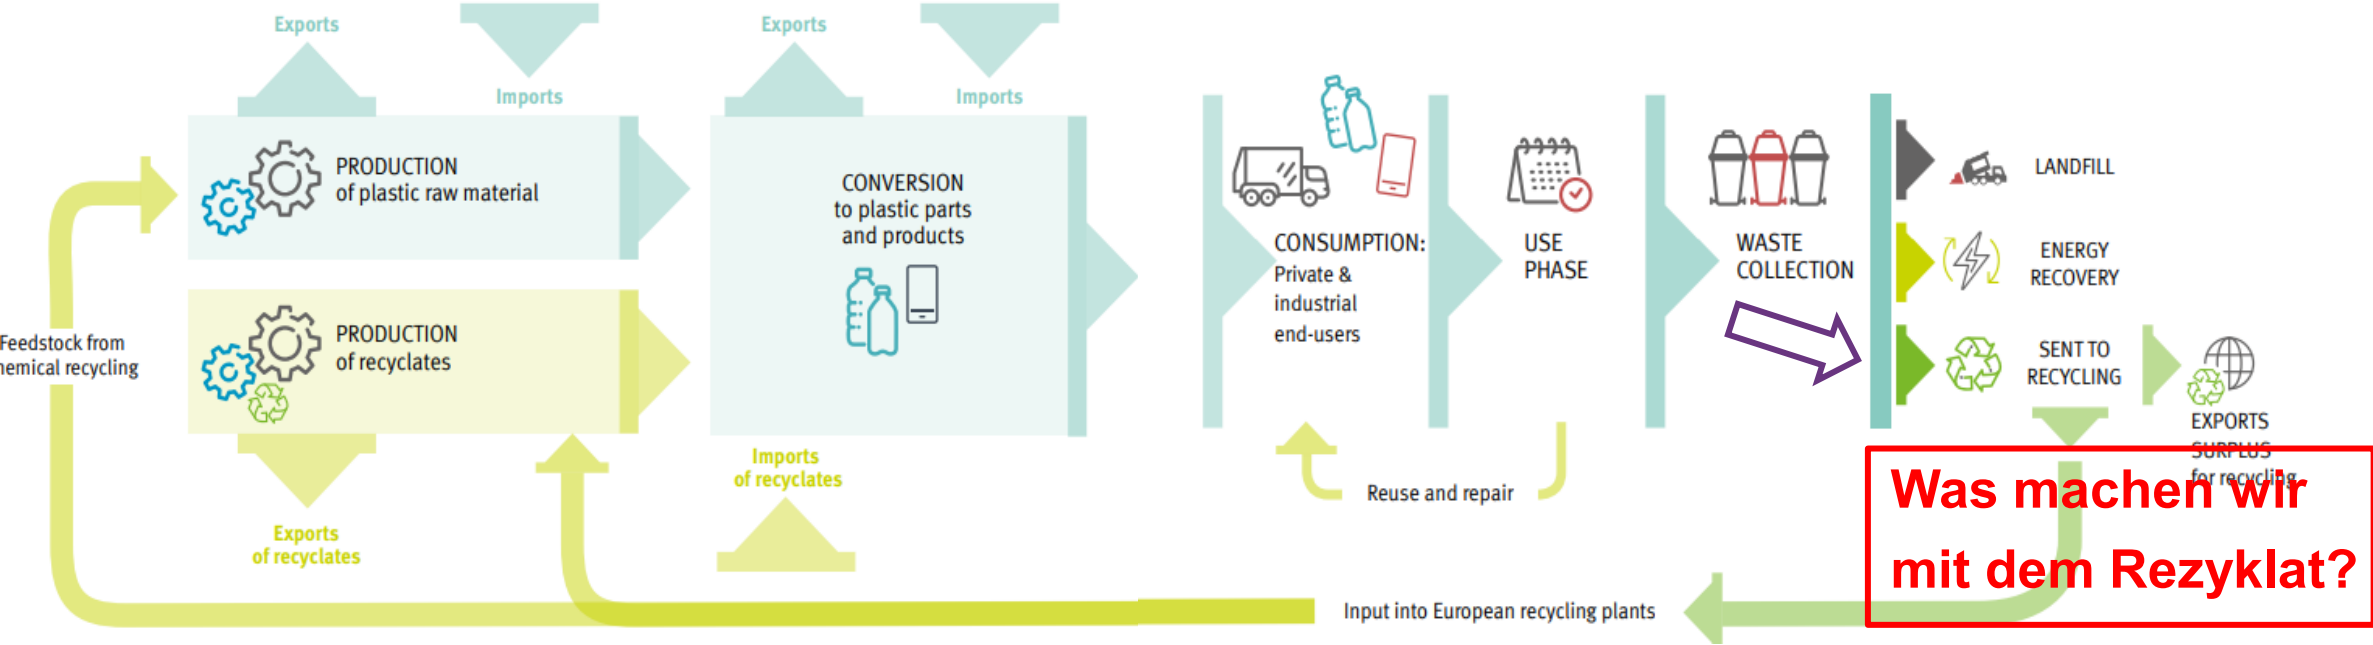 Exports
Imports
Exports
Imports
PRODUCTION
of plastic raw material
PRODUCTION
of recyclates
Feedstock from
hemical recycling
Exports
of recyclates
CONVERSION
to plastic parts
and products
Imports
of recyclates
CONSUMPTION:
Private &
industrial
end-users
USE
PHASE
Reuse and repair
WASTE
COLLECTION
LANDFILL
ENERGY
RECOVERY
SENT TO
RECYCLING
EXPORTS
SURPLUS
for recycling
Was machen wir
mit dem Rezyklat?
Input into European recycling plants